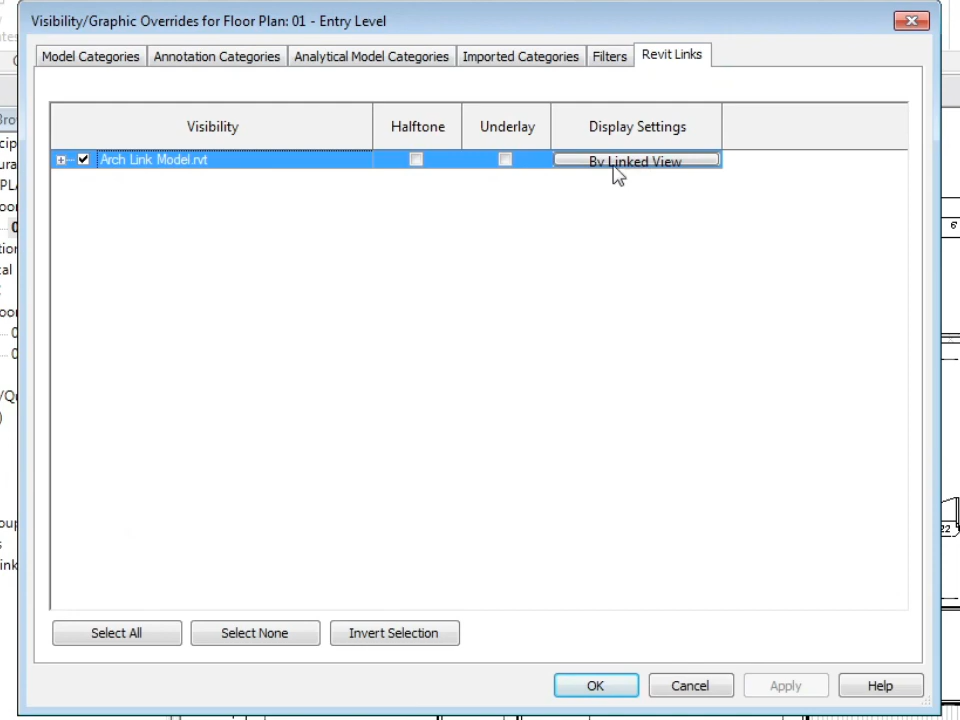 Visibility/Graphic Overrides for Floor Plan: 01 - Entry Level
Model Categories Annotation Categories Analytical Model Categories Imported Categories Filters Revit Links
Visibility Halftone Underlay Display Settings
Arch Link Model.rvt By Linked View
Select All Select None Invert Selection
OK Cancel Apply Help